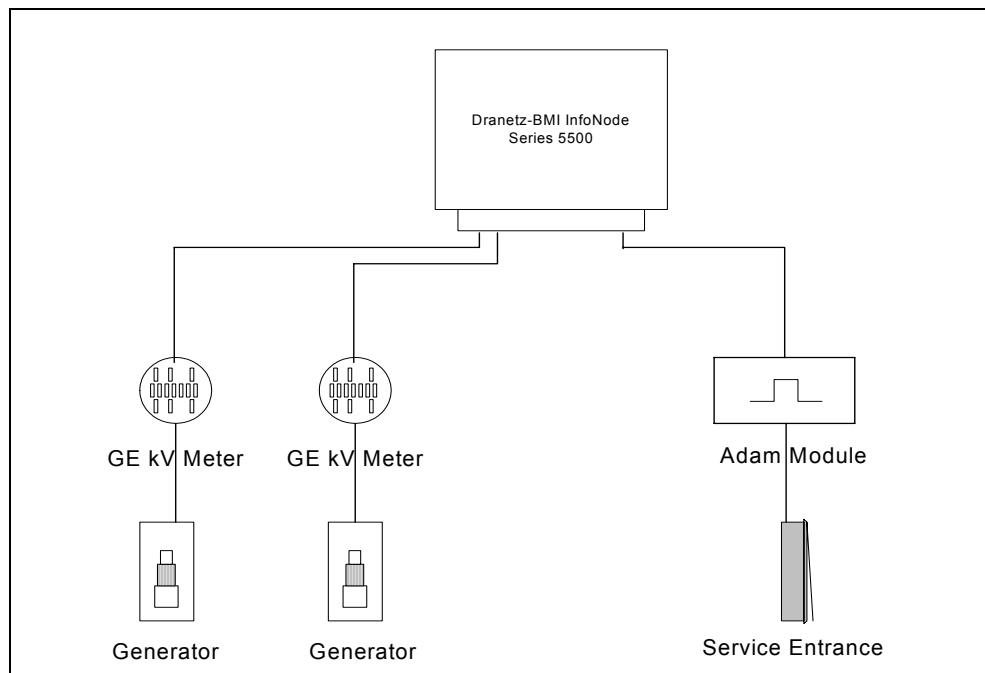 Dranetz-BMI InfoNode
Series 5500
GE kV Meter
GE kV Meter
Adam Module
Generator
Generator
Service Entrance